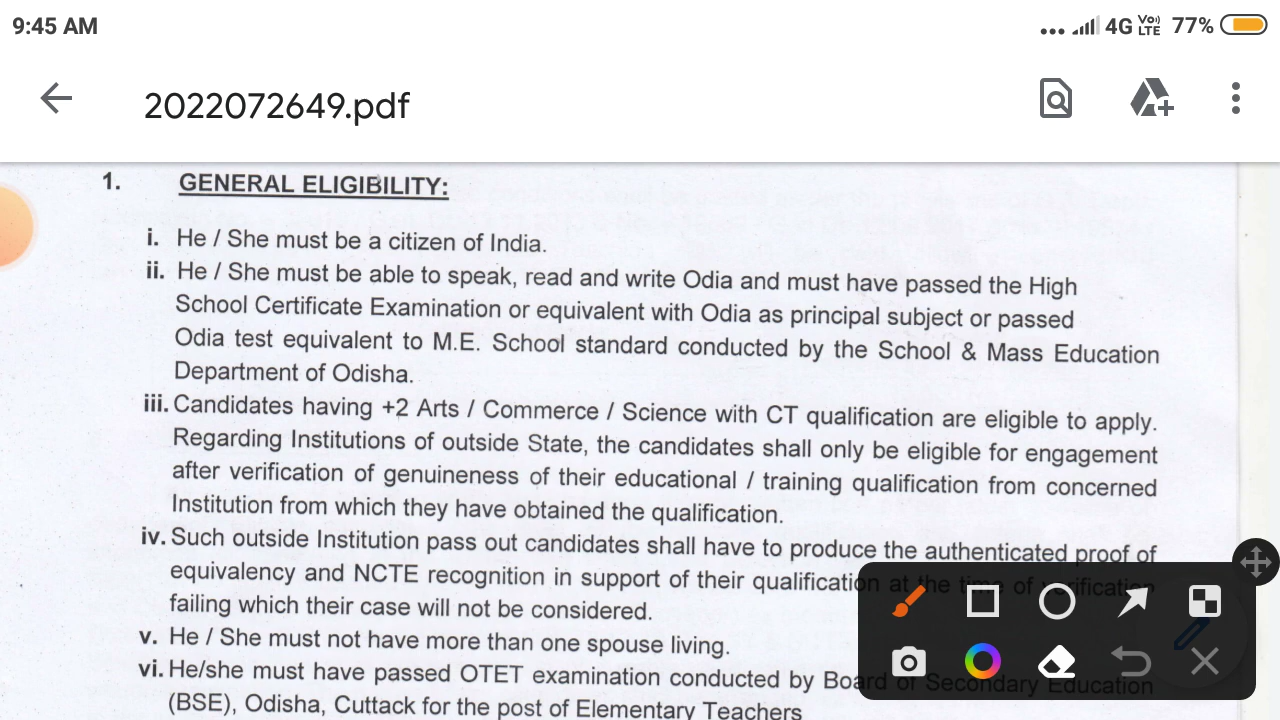 9:45 AM
4G Vo) LTE 77%
2022072649.pdf
1. GENERAL ELIGIBILITY:
i. He / She must be a citizen of India.
ii. He / She must be able to speak, read and write Odia and must have passed the High
School Certificate Examination or equivalent with Odia as principal subject or passed
Odia test equivalent to M.E. School standard conducted by the School & Mass Education
Department of Odisha.
iii. Candidates having +2 Arts / Commerce / Science with CT qualification are eligible to apply.
Regarding Institutions of outside State, the candidates shall only be eligible for engagement
after verification of genuineness of their educational / training qualification from concerned
Institution from which they have obtained the qualification.
iv. Such outside Institution pass out candidates shall have to produce the authenticated proof of
equivalency and NCTE recognition in support of their qualification at the time of verification
failing which their case will not be considered.
v. He / She must not have more than one spouse living.
vi. He/she must have passed OTET examination conducted by Board of Secondary Education
(BSE), Odisha, Cuttack for the post of Elementary Teachers